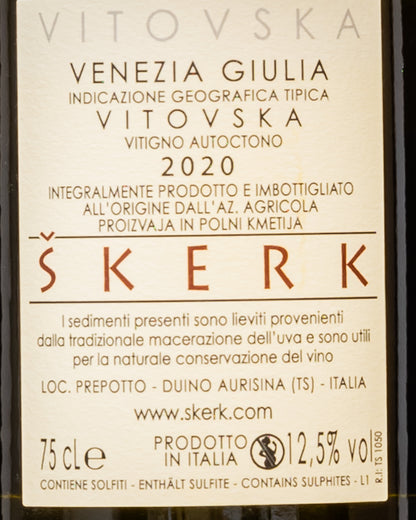 VITOVSKA
VENEZIA GIULIA
INDICAZIONE GEOGRAFICA TIPICA
VITOVSKA
VITIGNO AUTOCTONO
2020
INTEGRALMENTE PRODOTTO E IMBOTTIGLIATO
ALL'ORIGINE DALL'AZ. AGRICOLA
PROIZVAJA IN POLNI KMETIJA
ŠKERK
I sedimenti presenti sono lieviti provenienti
dalla tradizionale macerazione dell'uva e sono utili
per la naturale conservazione del vino
LOC. PREPOTTO - DUINO AURISINA (TS) - ITALIA
www.skerk.com
75 cL e
PRODOTTO
IN ITALIA
12,5% vol
R.I: TS 1050
CONTIENE SOLFITI - ENTHÄLT SULFITE - CONTAINS SULPHITES - L1